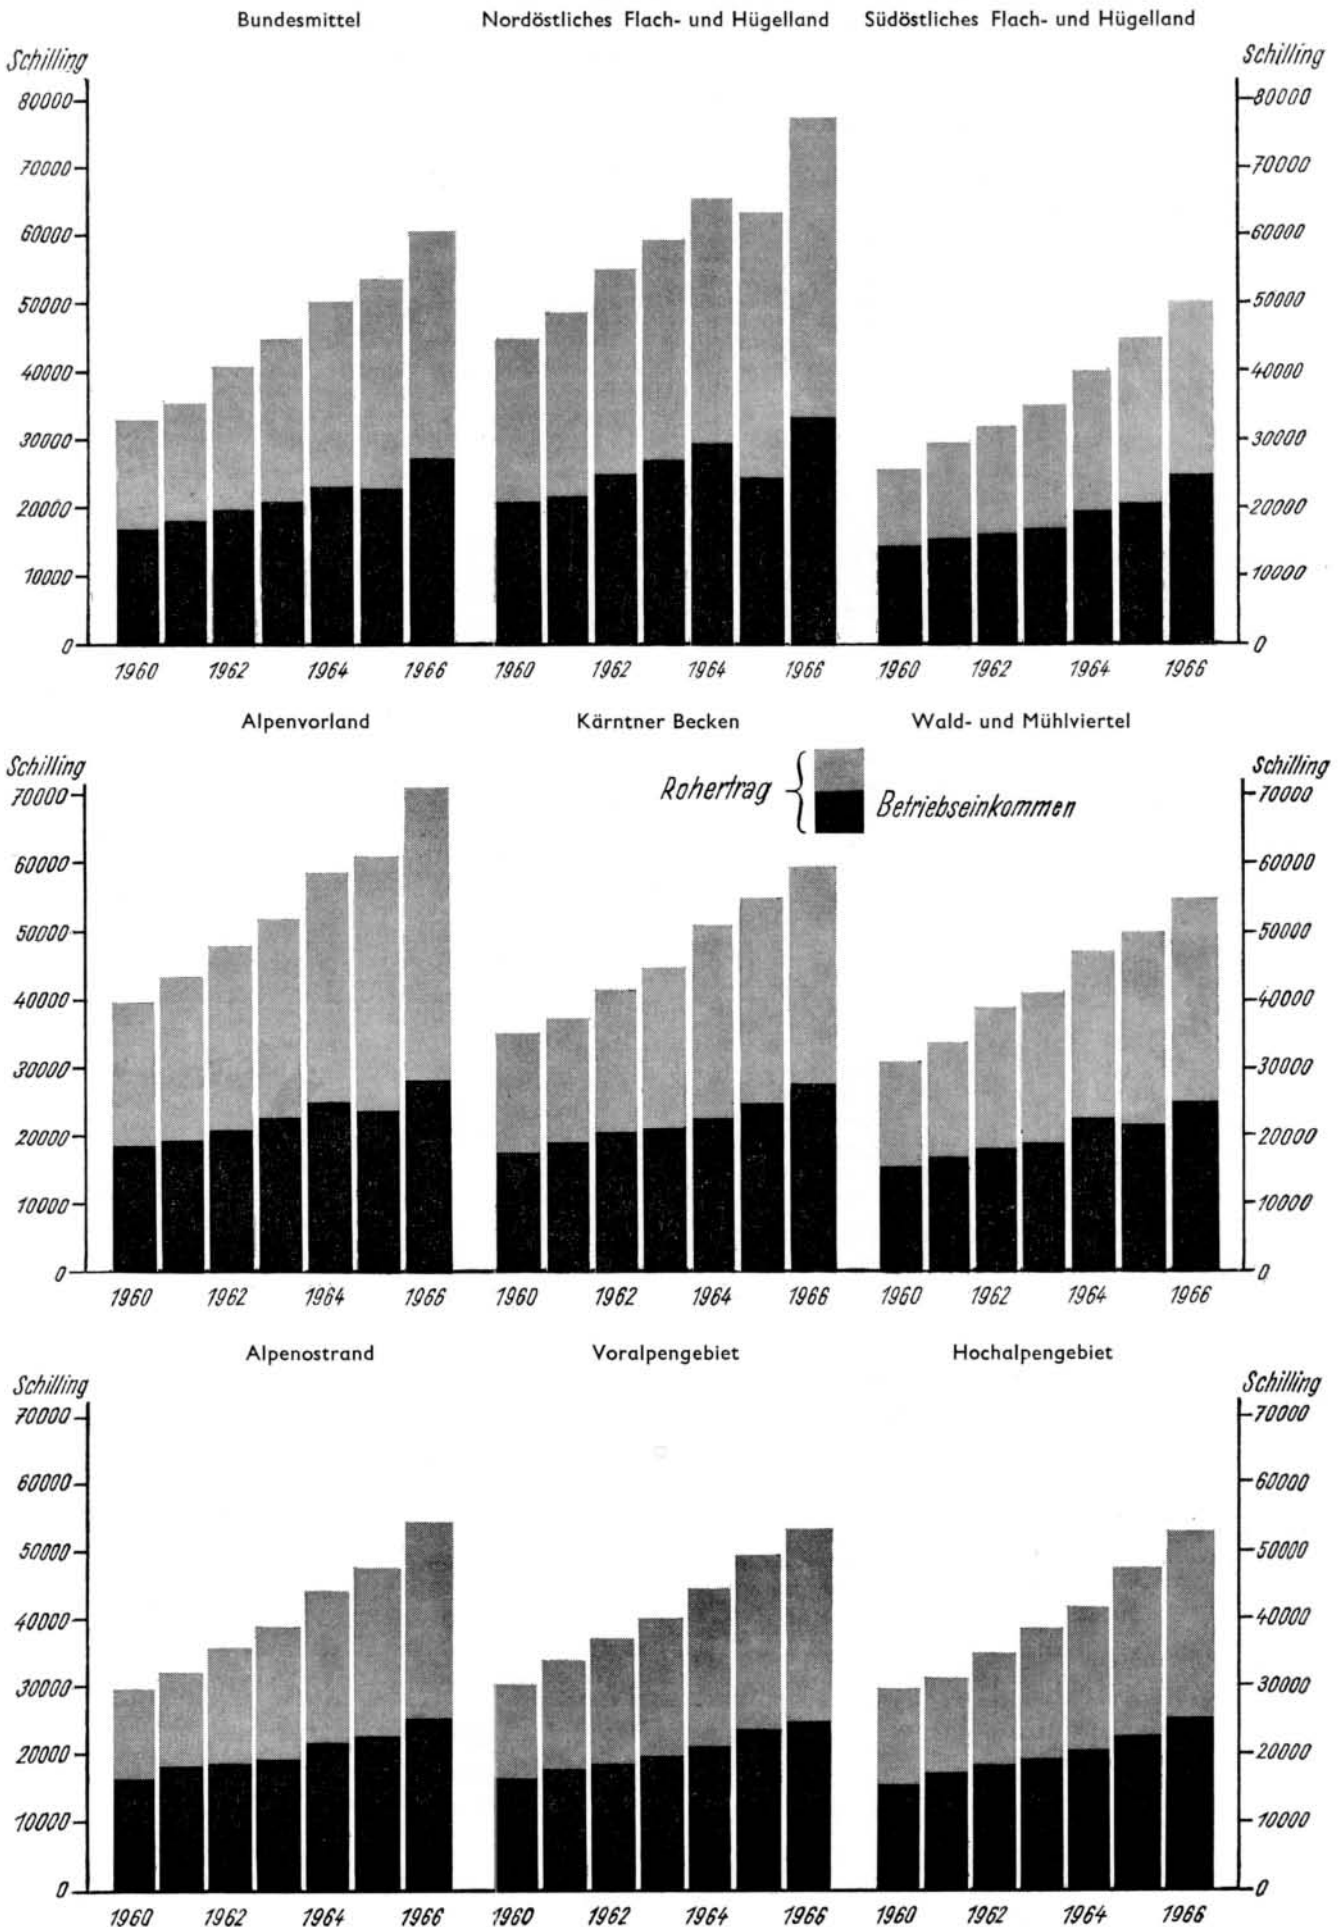 Bundesmittel Nordöstliches Flach- und Hügelland Südöstliches Flach- und Hügelland
Schilling Schilling
80000 80000
70000 70000
60000 60000
50000 50000
40000 40000
30000 30000
20000 20000
10000 10000
0 0
1960 1962 1964 1966 1960 1962 1964 1966 1960 1962 1964 1966
Alpenvorland Kärntner Becken Wald- und Mühlviertel
Schilling Schilling
70000 Rohertrag Betriebseinkommen 70000
60000 60000
50000 50000
40000 40000
30000 30000
20000 20000
10000 10000
0 0
1960 1962 1964 1966 1960 1962 1964 1966 1960 1962 1964 1966
Alpenostrand Voralpengebiet Hochalpengebiet
Schilling Schilling
70000 70000
60000 60000
50000 50000
40000 40000
30000 30000
20000 20000
10000 10000
0 0
1960 1962 1964 1966 1960 1962 1964 1966 1960 1962 1964 1966